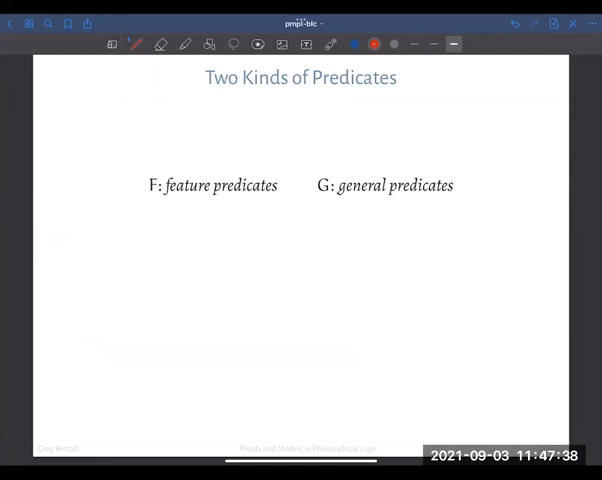 pmpl-blc
Two Kinds of Predicates
F: feature predicates G: general predicates
Greg Restall Proofs and Models in Philosophical Logic
2021-09-03 11:47:38